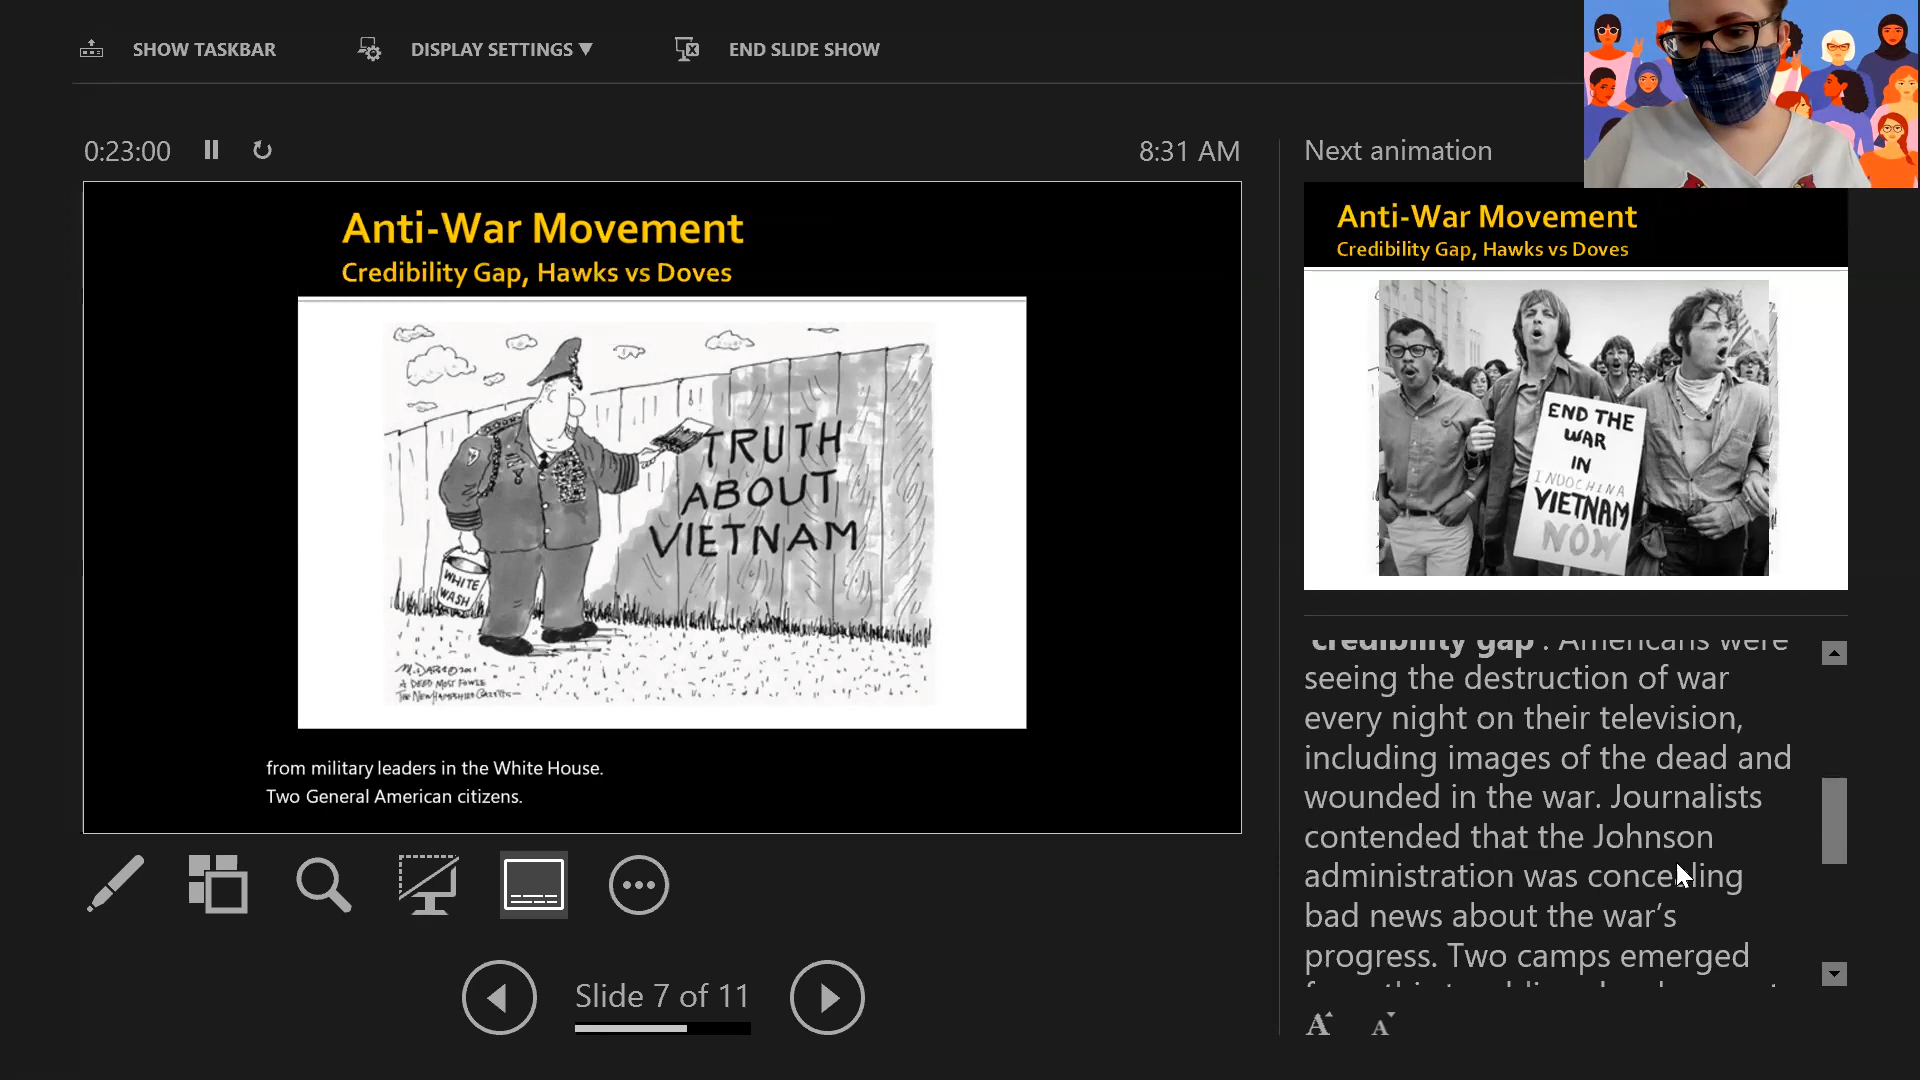 SHOW TASKBAR
DISPLAY SETTINGS ▼
END SLIDE SHOW
0:23:00
8:31 AM
Anti-War Movement
Credibility Gap, Hawks vs Doves
TRUTH
ABOUT
VIETNAM
WHITE
WASH
A DEED MOST FOWLE
from military leaders in the White House.
Two General American citizens.
Slide 7 of 11
Next animation
Anti-War Movement
Credibility Gap, Hawks vs Doves
END THE
WAR
IN
INDOCHINA
VIETNAM
NOW
credibility gap". Americans were
seeing the destruction of war
every night on their television,
including images of the dead and
wounded in the war. Journalists
contended that the Johnson
administration was concealing
bad news about the war's
progress. Two camps emerged
A A